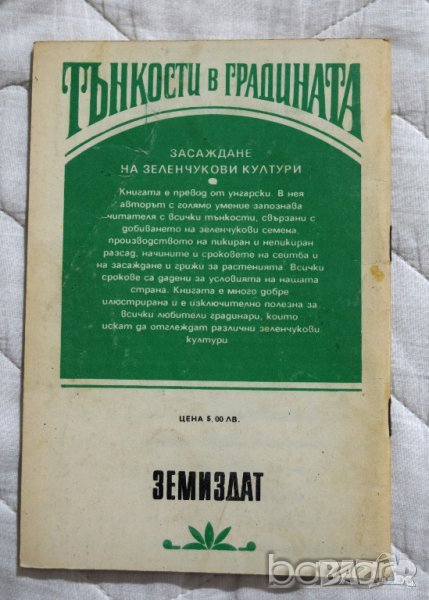 ТЪНКОСТИ В ГРАДИНАТА
ЗАСАЖДАНЕ
НА ЗЕЛЕНЧУКОВИ КУЛТУРИ
Книгата е превод от унгарски. В нея
авторът с голямо умение запознава
читателя с всички тънкости, свързани с
добиването на зеленчукови семена,
производството на пикиран и непикиран
разсад, начините и сроковете на сеитба и
на засаждане и грижи за растенията. Всички
срокове са дадени за условията на нашата
страна. Книгата е много добре
илюстрирана и е изключително полезна за
всички любители градинари, които
искат да отглеждат различни зеленчукови
култури
ЦЕНА 5,00 ЛВ.
ЗЕМИЗДАТ